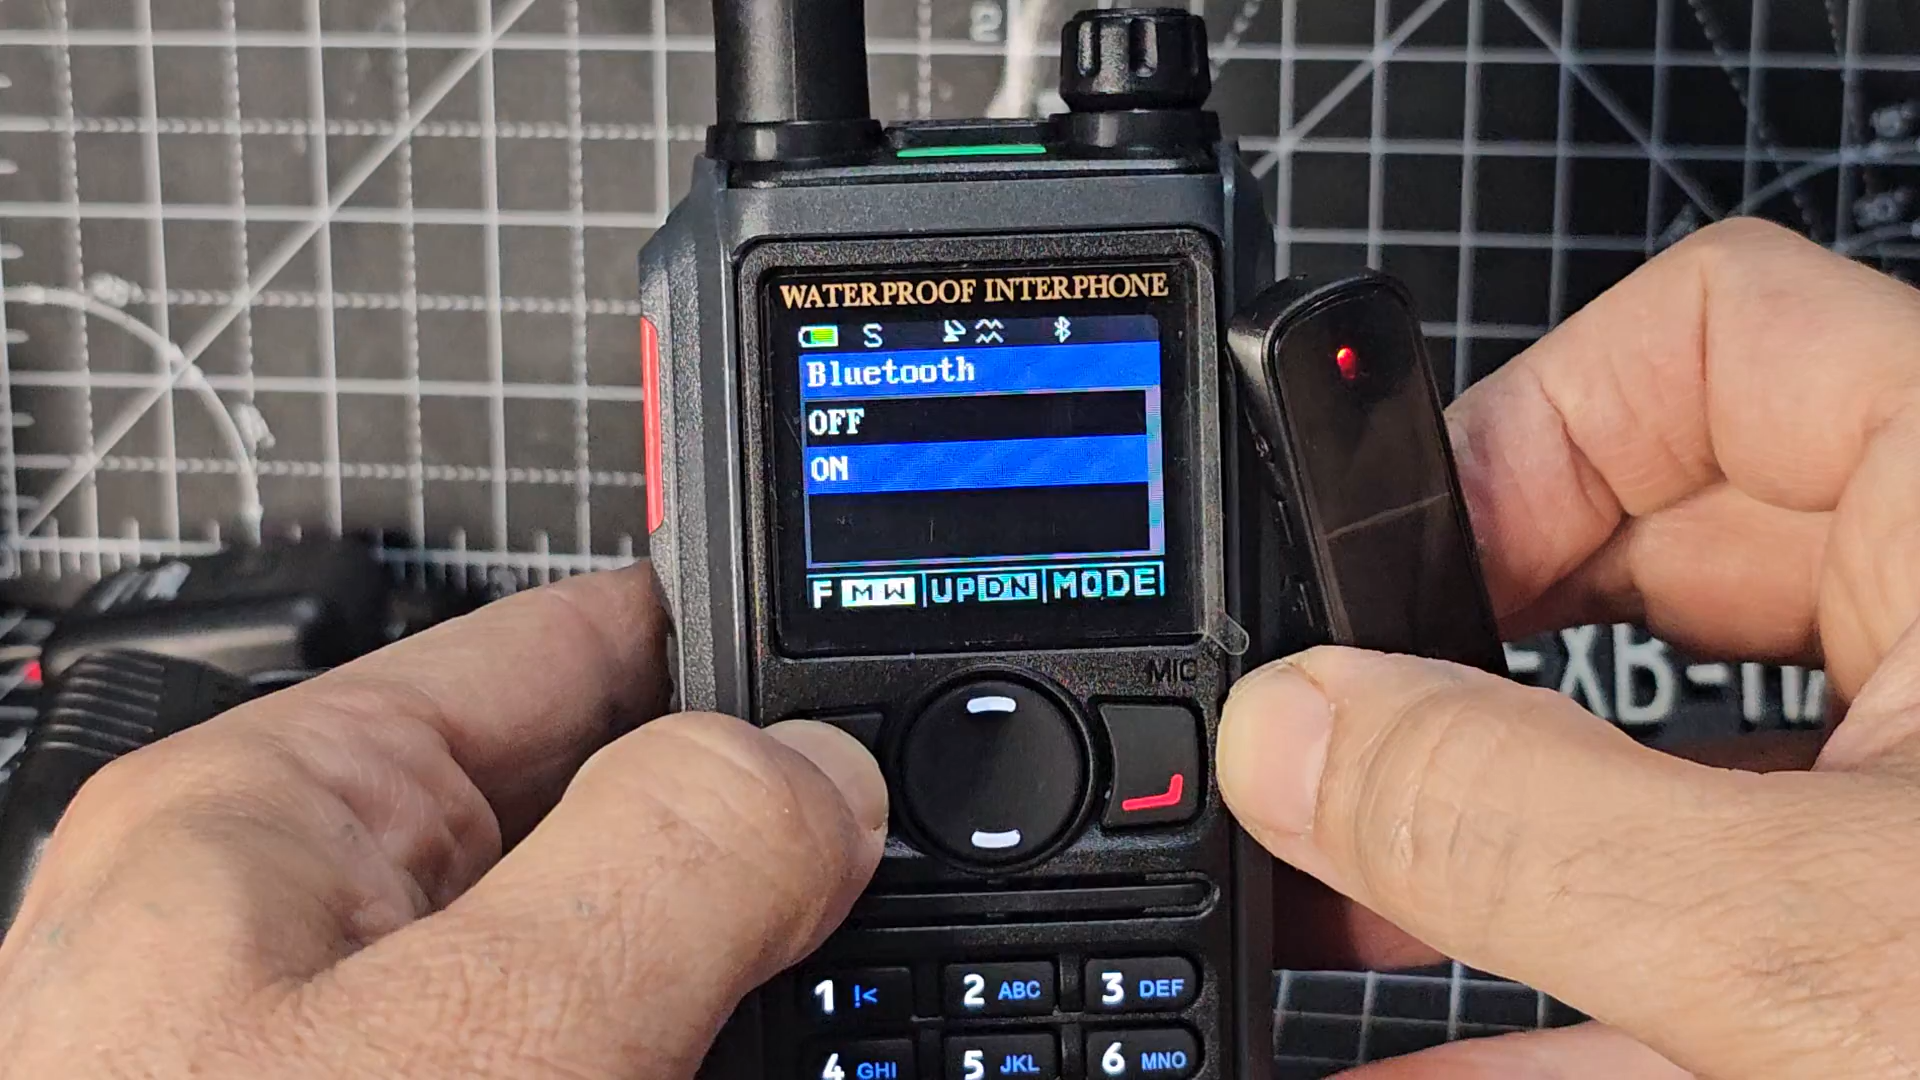 2
WATERPROOF INTERPHONE
S
Bluetooth
OFF
ON
F MW UPDN MODE
MIC
1 !< 2 ABC 3 DEF
4 GHI 5 JKL 6 MNO